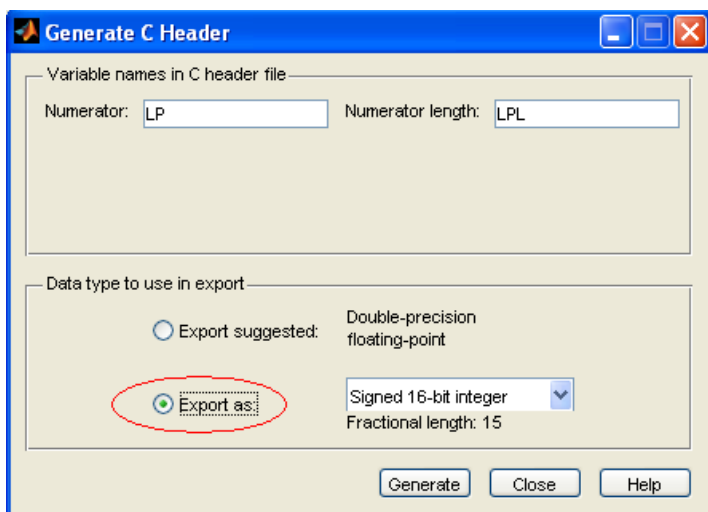 Generate C Header
Variable names in C header file
Numerator: LP Numerator length: LPL
Data type to use in export
Export suggested: Double-precision
floating-point
Export as: Signed 16-bit integer
Fractional length: 15
Generate Close Help